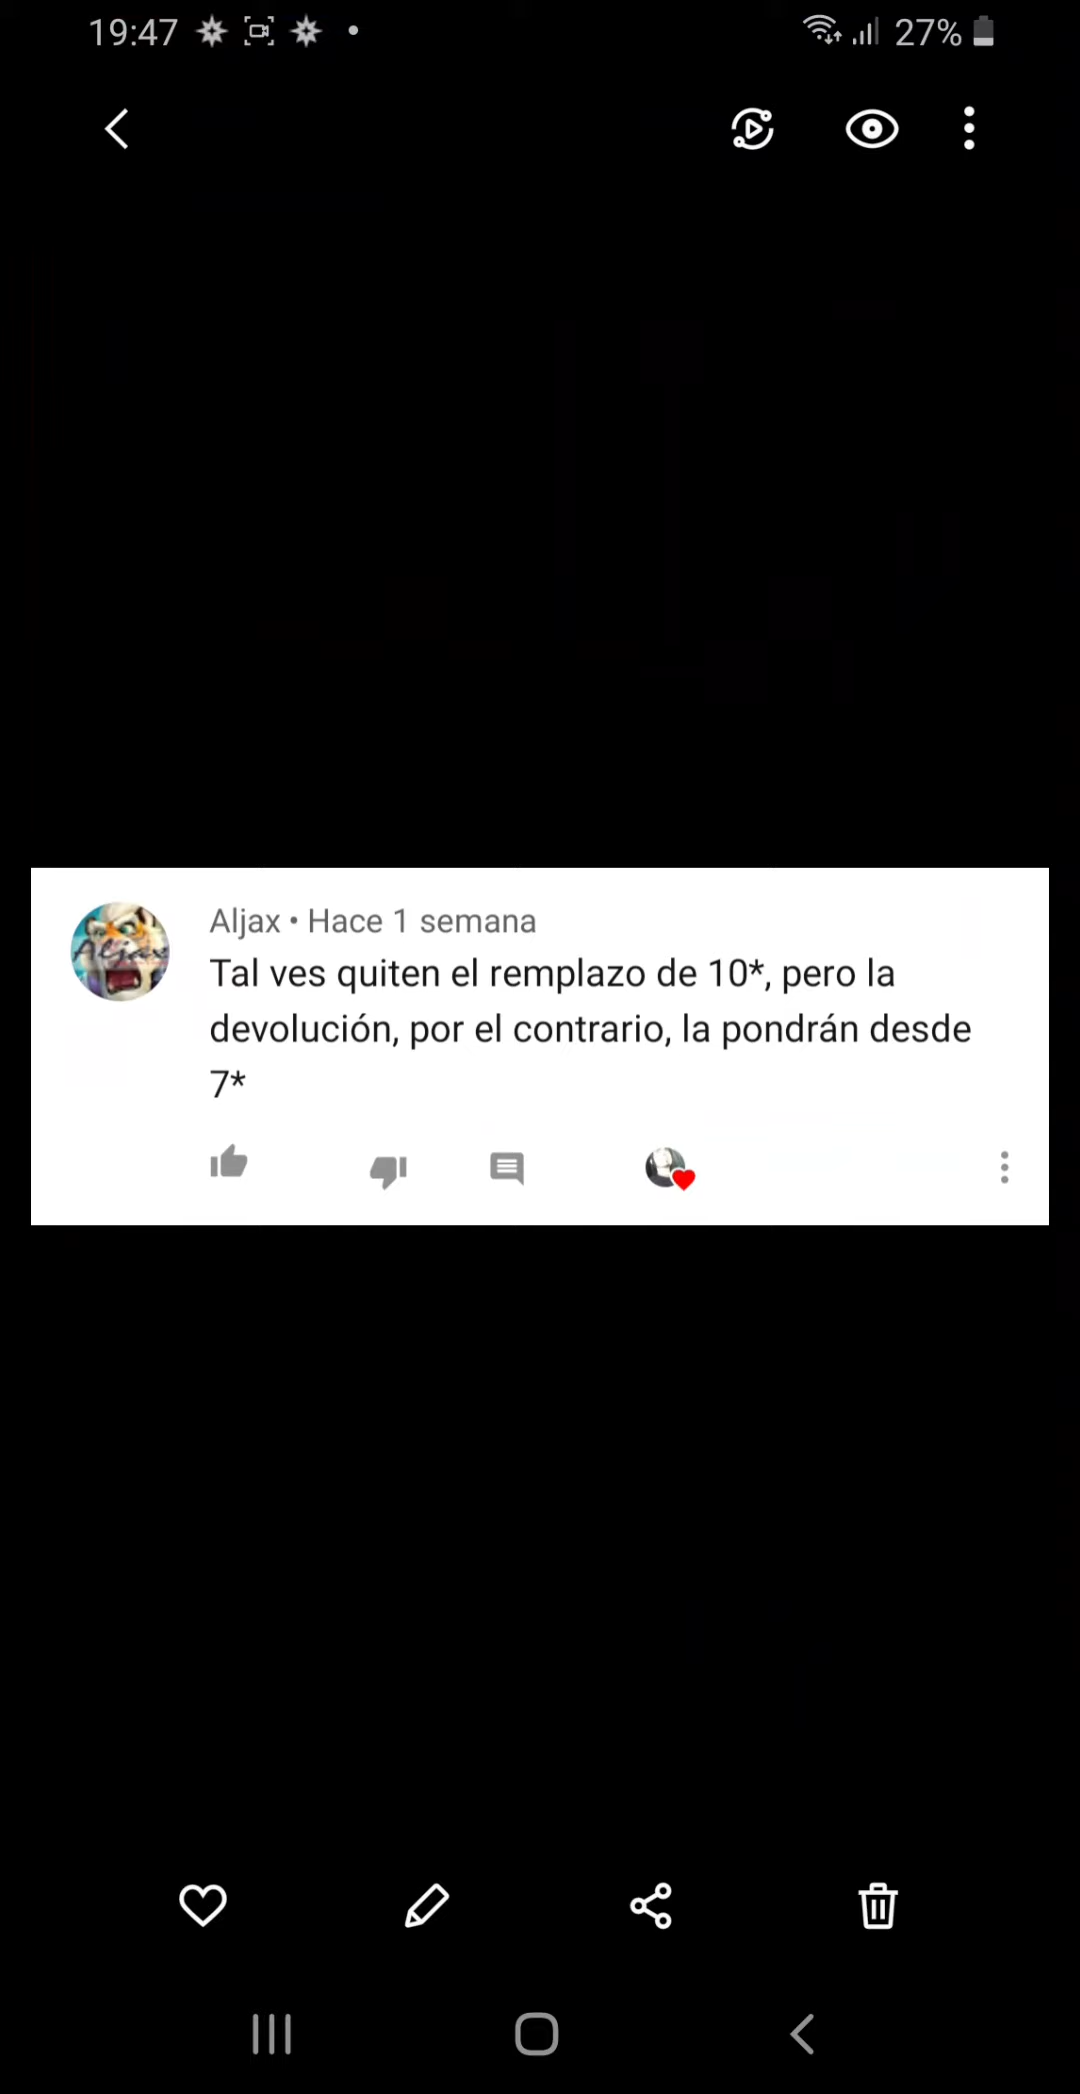 19:47
27%
Aljax • Hace 1 semana
Tal ves quiten el remplazo de 10*, pero la
devolución, por el contrario, la pondrán desde
7*
Aljax